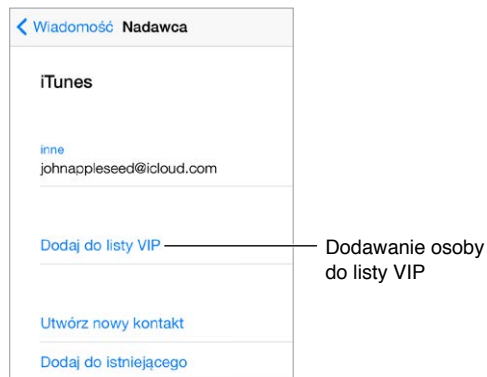 Wiadomość Nadawca
iTunes
inne
johnappleseed@icloud.com
Dodaj do listy VIP
Dodawanie osoby
do listy VIP
Utwórz nowy kontakt
Dodaj do istniejącego